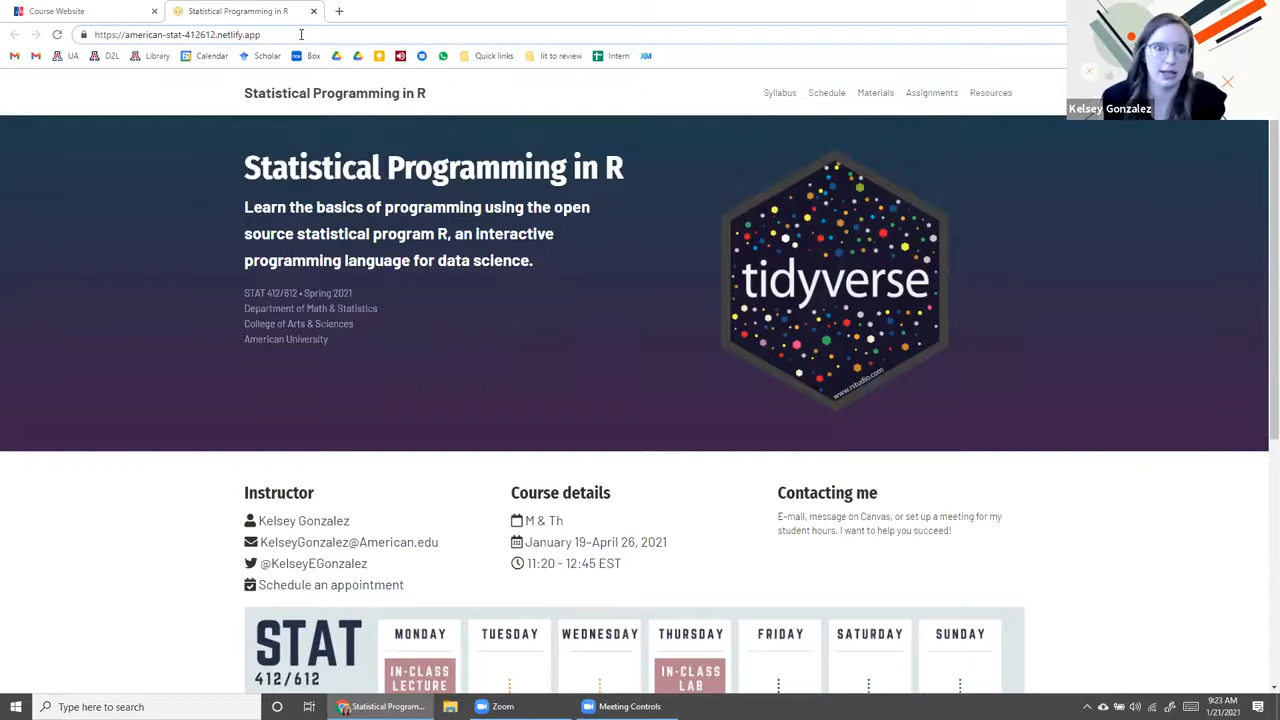 Course Website
Statistical Programming in R
https://american-stat-412612.netlify.app
UA
D2L
Library
Calendar
Scholar
Box
Quick links
lit to review
Intern
Kelsey Gonzalez
Statistical Programming in R
Syllabus
Schedule
Materials
Assignments
Resources
Statistical Programming in R
Learn the basics of programming using the open
source statistical program R, an interactive
programming language for data science.
STAT 412/612 • Spring 2021
Department of Math & Statistics
College of Arts & Sciences
American University
tidyverse
www.rstudio.com
Instructor
Kelsey Gonzalez
KelseyGonzalez@American.edu
@KelseyEGonzalez
Schedule an appointment
Course details
M & Th
January 19–April 26, 2021
11:20 - 12:45 EST
Contacting me
E-mail, message on Canvas, or set up a meeting for my
student hours. I want to help you succeed!
STAT
412/612
MONDAY
TUESDAY
WEDNESDAY
THURSDAY
FRIDAY
SATURDAY
SUNDAY
IN-CLASS
LECTURE
IN-CLASS
LAB
Type here to search
Statistical Program...
Zoom
Meeting Controls
9:23 AM
1/21/2021